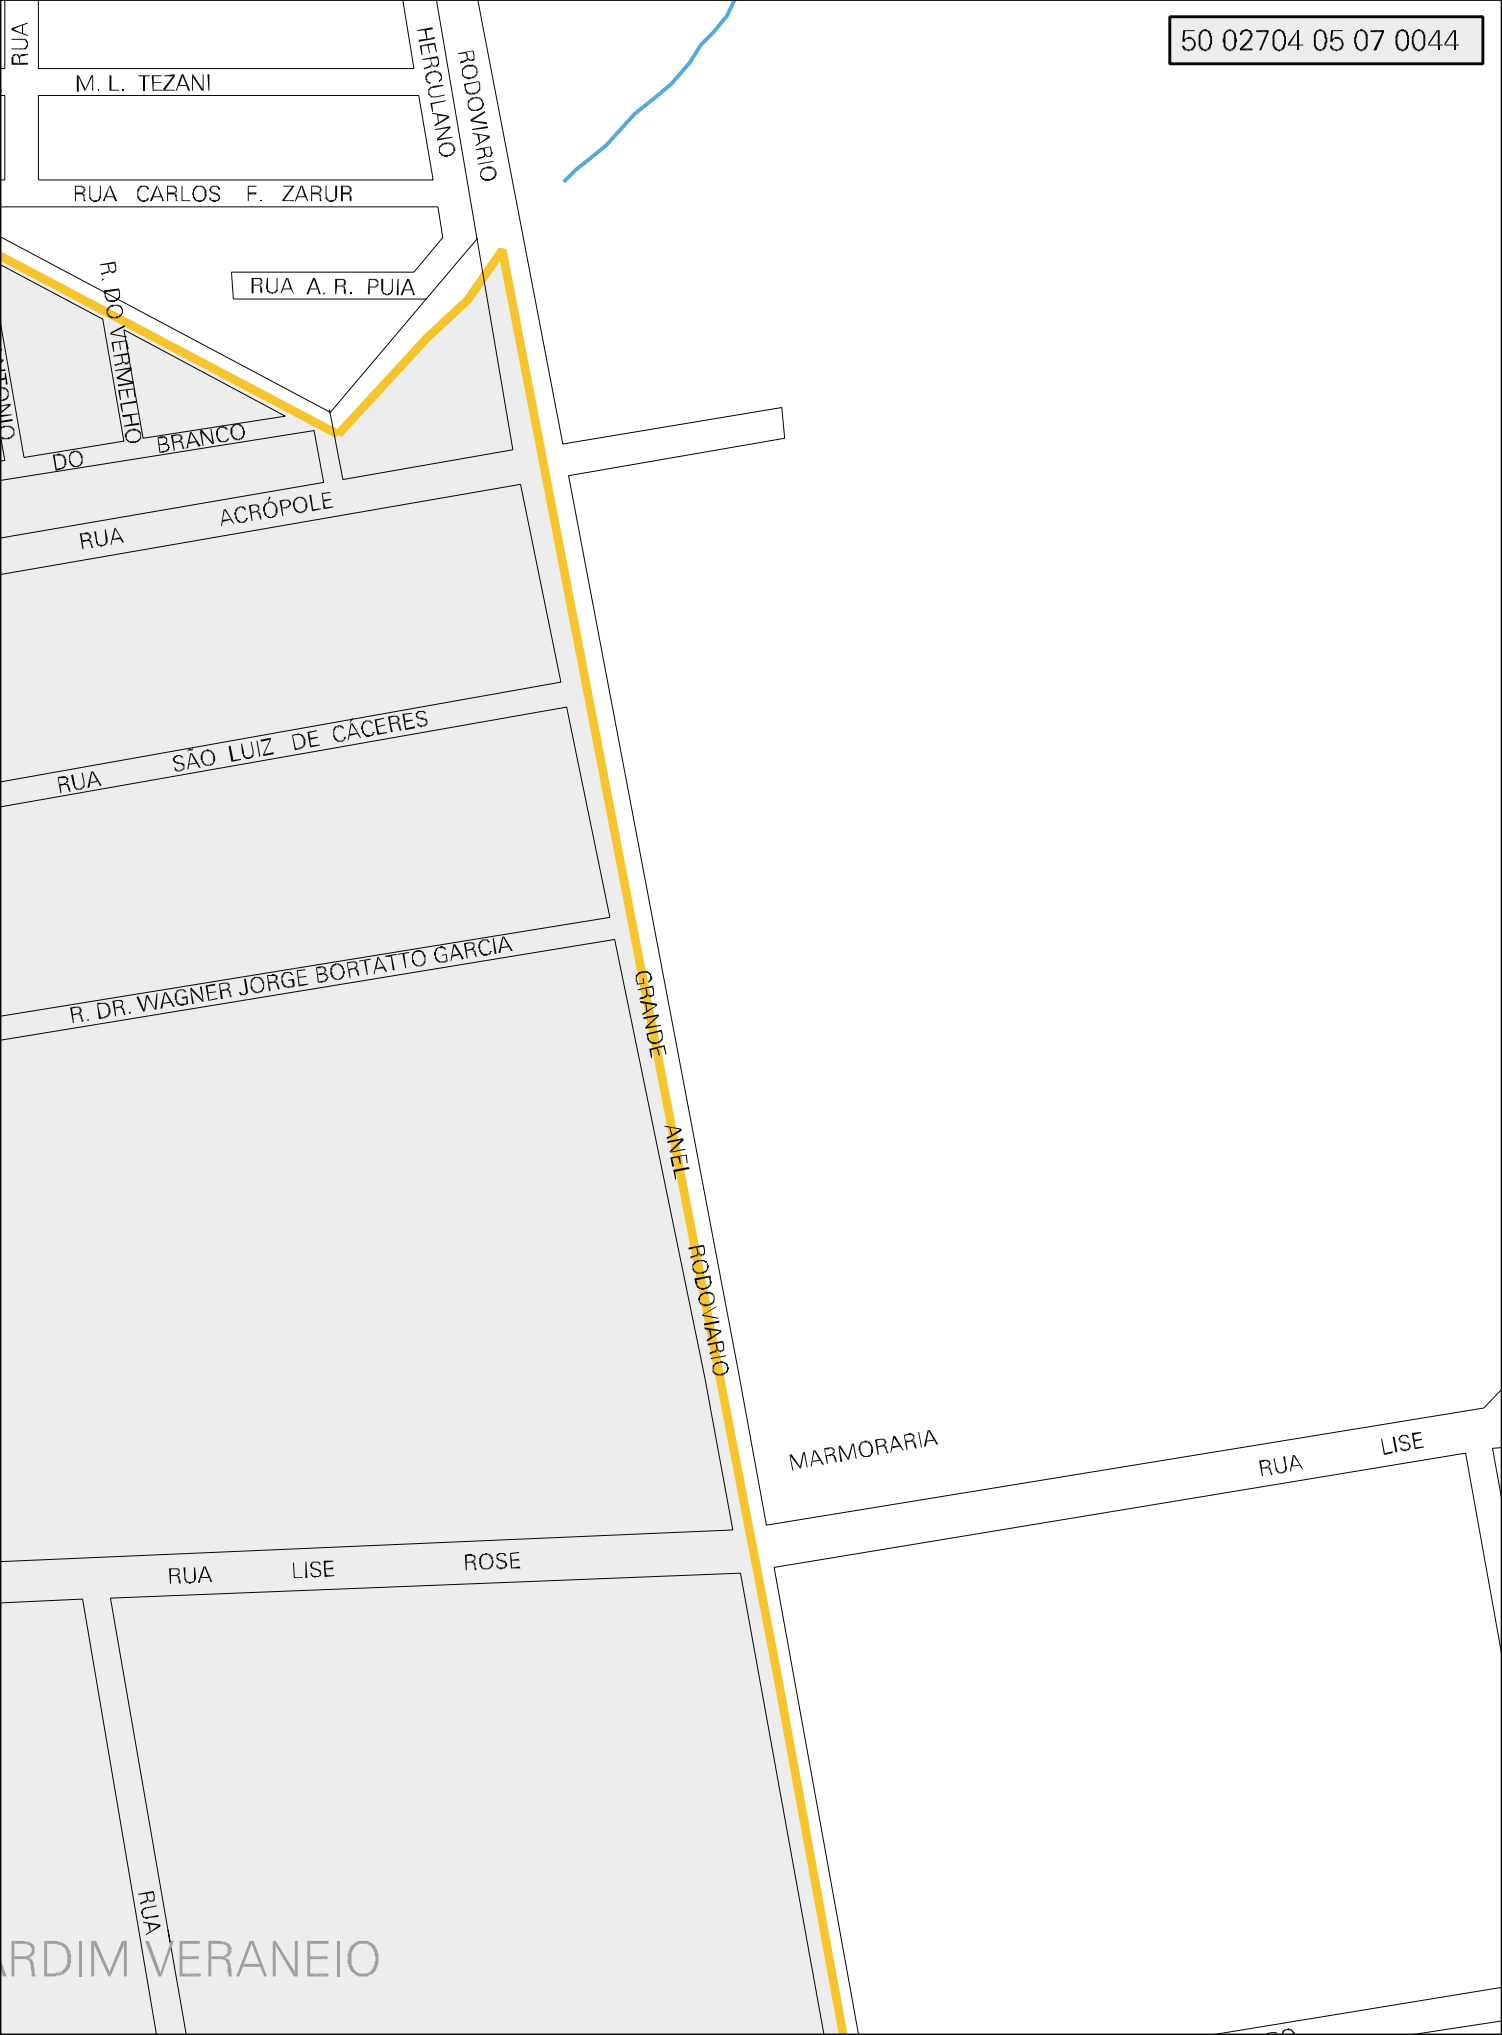 50 02704 05 07 0044
RUA
M. L. TEZANI
HERCULANO
RODOVIARIO
RUA CARLOS F. ZARUR
RUA A. R. PUIA
R. DO VERMELHO
DO BRANCO
RUA ACRÓPOLE
RUA SÃO LUIZ DE CÁCERES
R. DR. WAGNER JORGE BORTATTO GARCIA
GRANDE ANEL RODOVIARIO
MARMORARIA
RUA LISE
RUA LISE ROSE
RUA
ARDIM VERANEIO